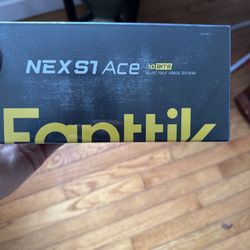 NEX S1 Ace 10 BITS
Build Your Ideas Simple
Fanttik